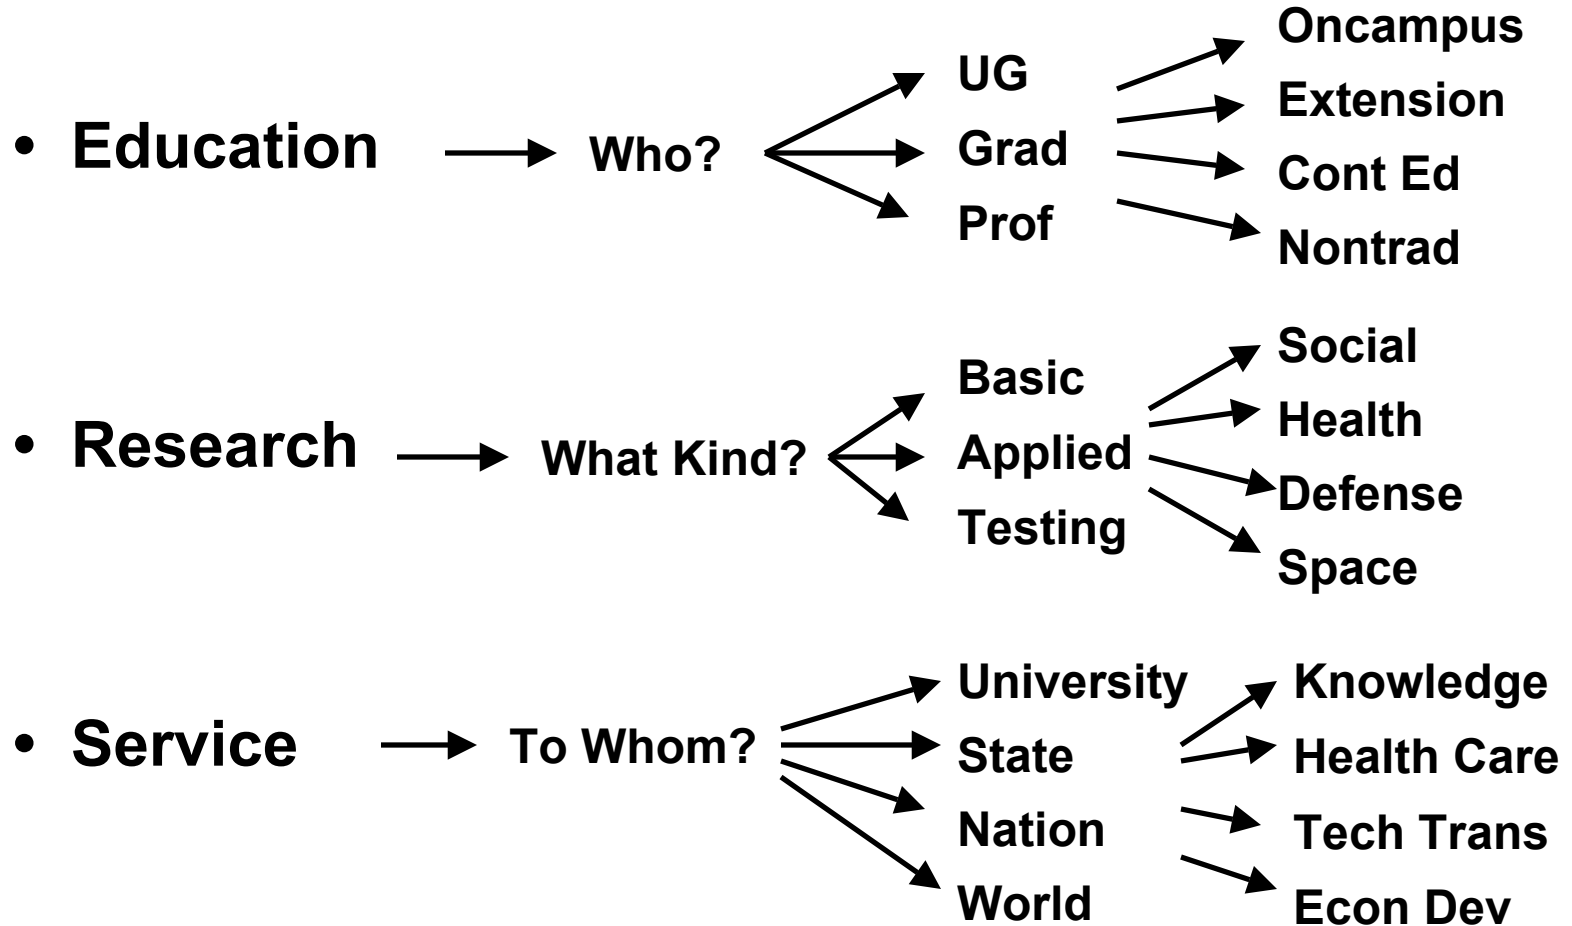 • Education
Who?
UG
Grad
Prof
Oncampus
Extension
Cont Ed
Nontrad
• Research
What Kind?
Basic
Applied
Testing
Social
Health
Defense
Space
• Service
To Whom?
University
State
Nation
World
Knowledge
Health Care
Tech Trans
Econ Dev